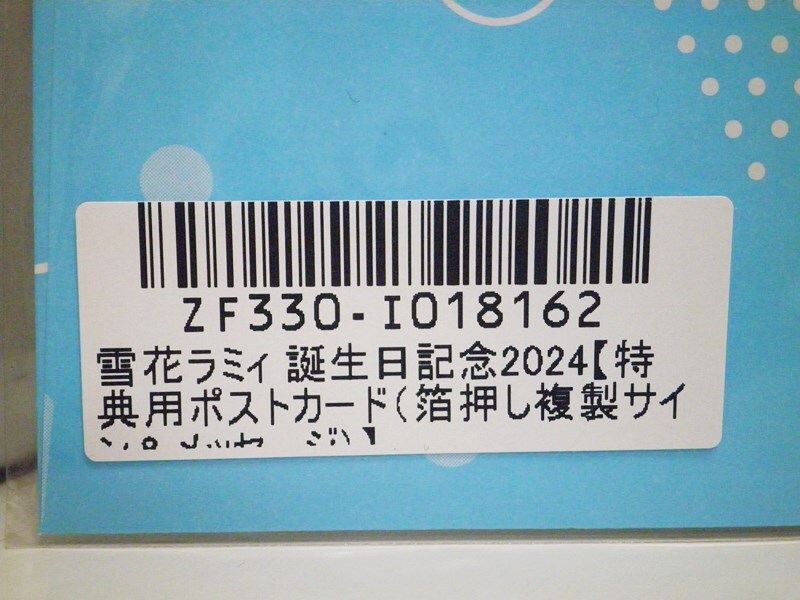 ZF330-I018162
雪花ラミィ 誕生日記念2024【特
典用ポストカード(箔押し複製サイ